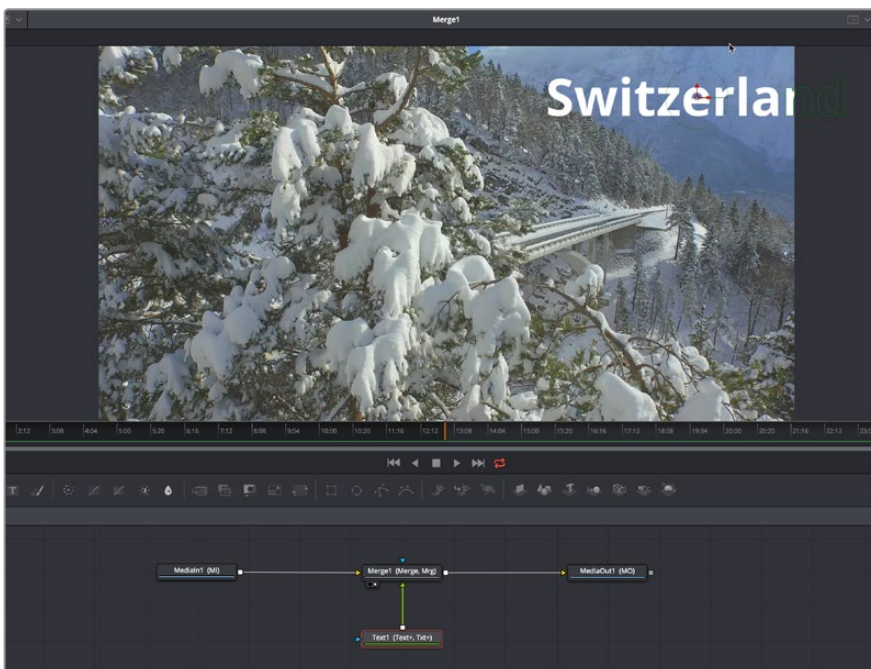 Merge1
Switzerland
2:12 3:08 4:04 5:00 5:20 6:16 7:12 8:08 9:04 10:00 10:20 11:16 12:12 13:08 14:04 15:00 15:20 16:16 17:12 18:08 19:04 20:00 20:20 21:16 22:12
T
MediaIn1 (MI)
Merge1 (Merge, Mrg)
MediaOut1 (MO)
Text1 (Text+, Txt+)